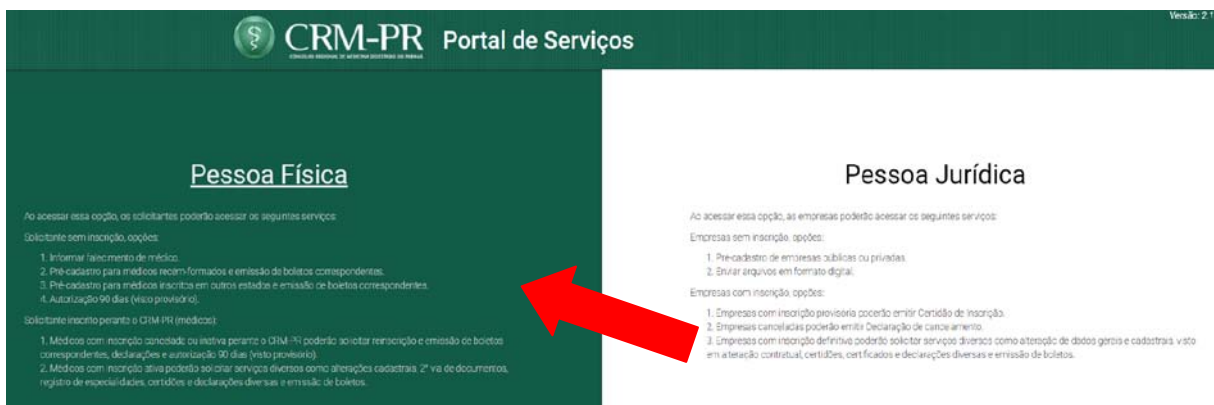 Versão: 2.1
CRM-PR Portal de Serviços
CONSELHO REGIONAL DE MEDICINA DO ESTADO DO PARANÁ
Pessoa Física
Ao acessar essa opção, os solicitantes poderão acessar os seguintes serviços:
Solicitante sem inscrição, opções:
1. Informar falecimento de médico.
2. Pré-cadastro para médicos recém-formados e emissão de boletos correspondentes.
3. Pré-cadastro para médicos inscritos em outros estados e emissão de boletos correspondentes.
4. Autorização 90 dias (visto provisório).
Solicitante inscrito perante o CRM-PR (médicos):
1. Médicos com inscrição cancelada ou inativa perante o CRM-PR poderão solicitar reinscrição e emissão de boletos
correspondentes, declarações e autorização 90 dias (visto provisório).
2. Médicos com inscrição ativa poderão solicitar serviços diversos como alterações cadastrais, 2ª via de documentos,
registro de especialidades, certidões e declarações diversas e emissão de boletos.
Pessoa Jurídica
Ao acessar essa opção, as empresas poderão acessar os seguintes serviços:
Empresas sem inscrição, opções:
1. Pré-cadastro de empresas públicas ou privadas.
2. Enviar arquivos em formato digital.
Empresas com inscrição, opções:
1. Empresas com inscrição provisória poderão emitir Certidão de Inscrição.
2. Empresas canceladas poderão emitir Declaração de cancelamento.
3. Empresas com inscrição definitiva poderão solicitar serviços diversos como alteração de dados gerais e cadastrais, visto
em alteração contratual, certidões, certificados e declarações diversas e emissão de boletos.